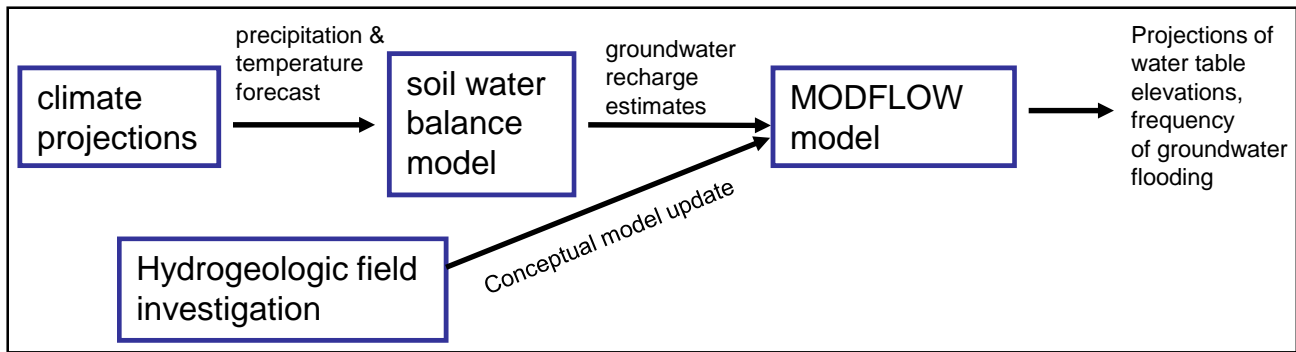 climate
projections
precipitation &
temperature
forecast
soil water
balance
model
groundwater
recharge
estimates
MODFLOW
model
Projections of
water table
elevations,
frequency
of groundwater
flooding
Hydrogeologic field
investigation
Conceptual model update